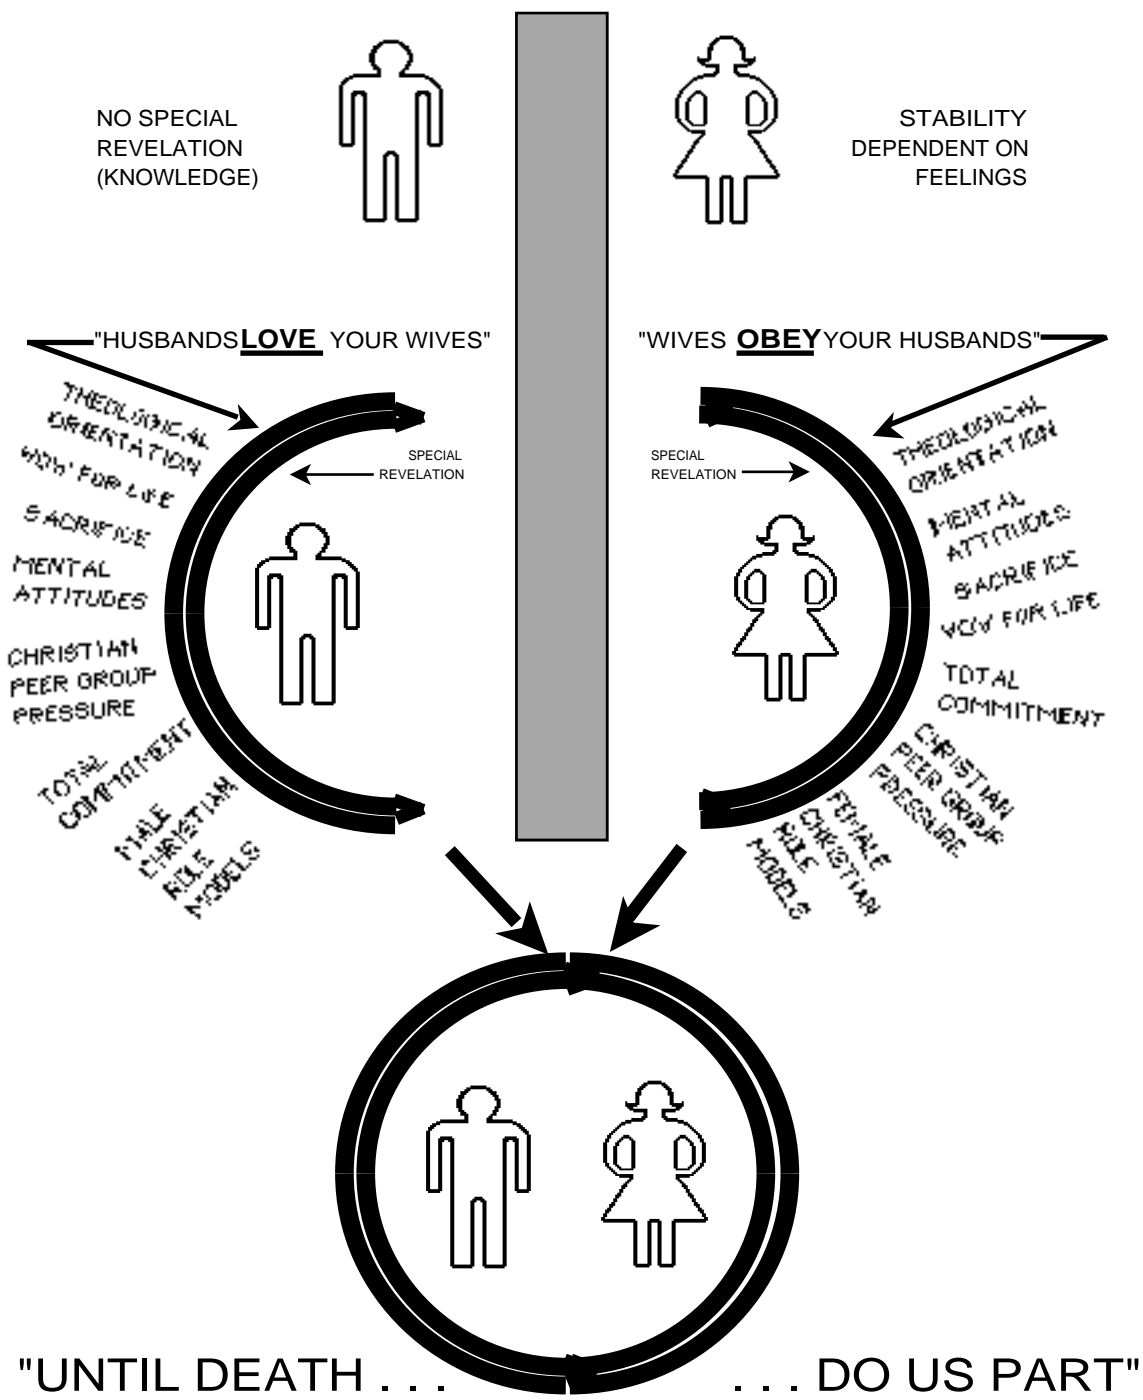 NO SPECIAL
REVELATION
(KNOWLEDGE)
STABILITY
DEPENDENT ON
FEELINGS
"HUSBANDS LOVE YOUR WIVES"
"WIVES OBEY YOUR HUSBANDS"
THEOLOGICAL
ORIENTATION
VOW FOR LIFE
SACRIFICE
MENTAL
ATTITUDES
CHRISTIAN
PEER GROUP
PRESSURE
TOTAL
COMMITMENT
MALE
CHRISTIAN
ROLE
MODELS
SPECIAL
REVELATION
SPECIAL
REVELATION
THEOLOGICAL
ORIENTATION
MENTAL
ATTITUDES
SACRIFICE
VOW FOR LIFE
TOTAL
COMMITMENT
CHRISTIAN
PEER GROUP
PRESSURE
FEMALE
CHRISTIAN
ROLE
MODELS
"UNTIL DEATH . . .
. . . DO US PART"